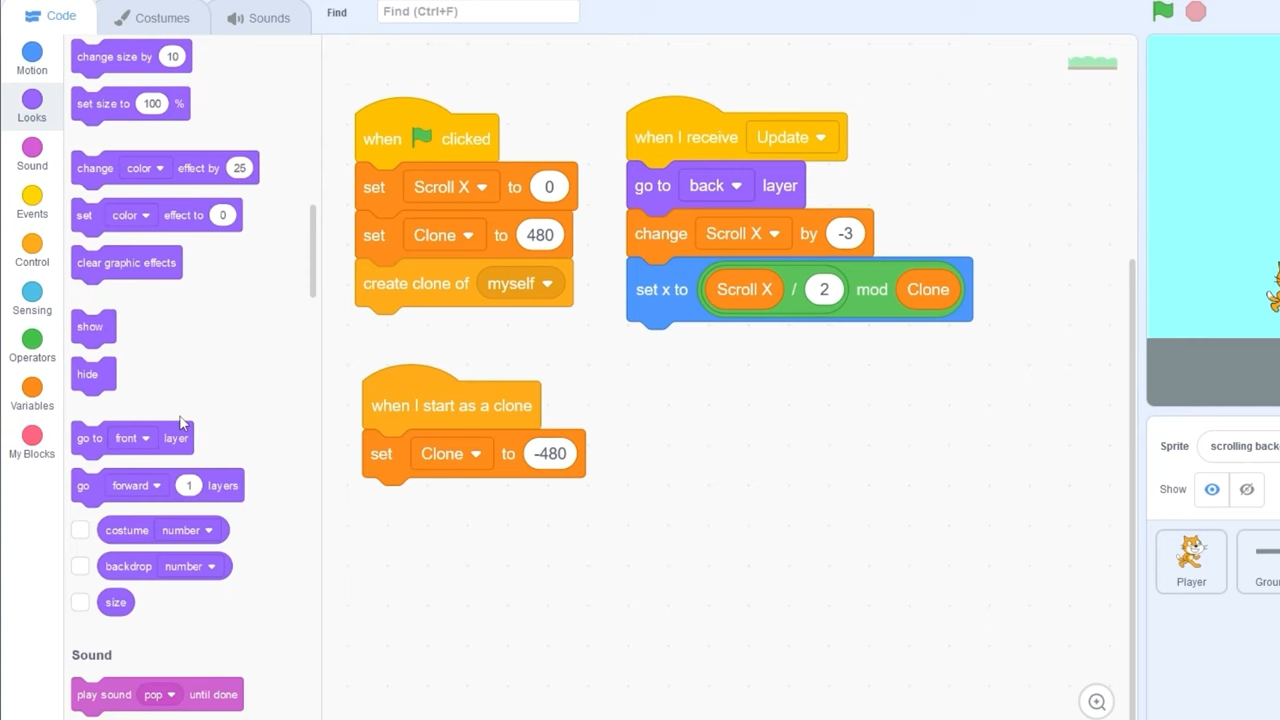 Code
Costumes
Sounds
Find
Find (Ctrl+F)
Motion
Looks
Sound
Events
Control
Sensing
Operators
Variables
My Blocks
change size by 10
set size to 100 %
change color effect by 25
set color effect to 0
clear graphic effects
show
hide
go to front layer
go forward 1 layers
costume number
backdrop number
size
Sound
play sound pop until done
when clicked
set Scroll X to 0
set Clone to 480
create clone of myself
when I start as a clone
set Clone to -480
when I receive Update
go to back layer
change Scroll X by -3
set x to Scroll X / 2 mod Clone
Sprite
scrolling back
Show
Player
Grou